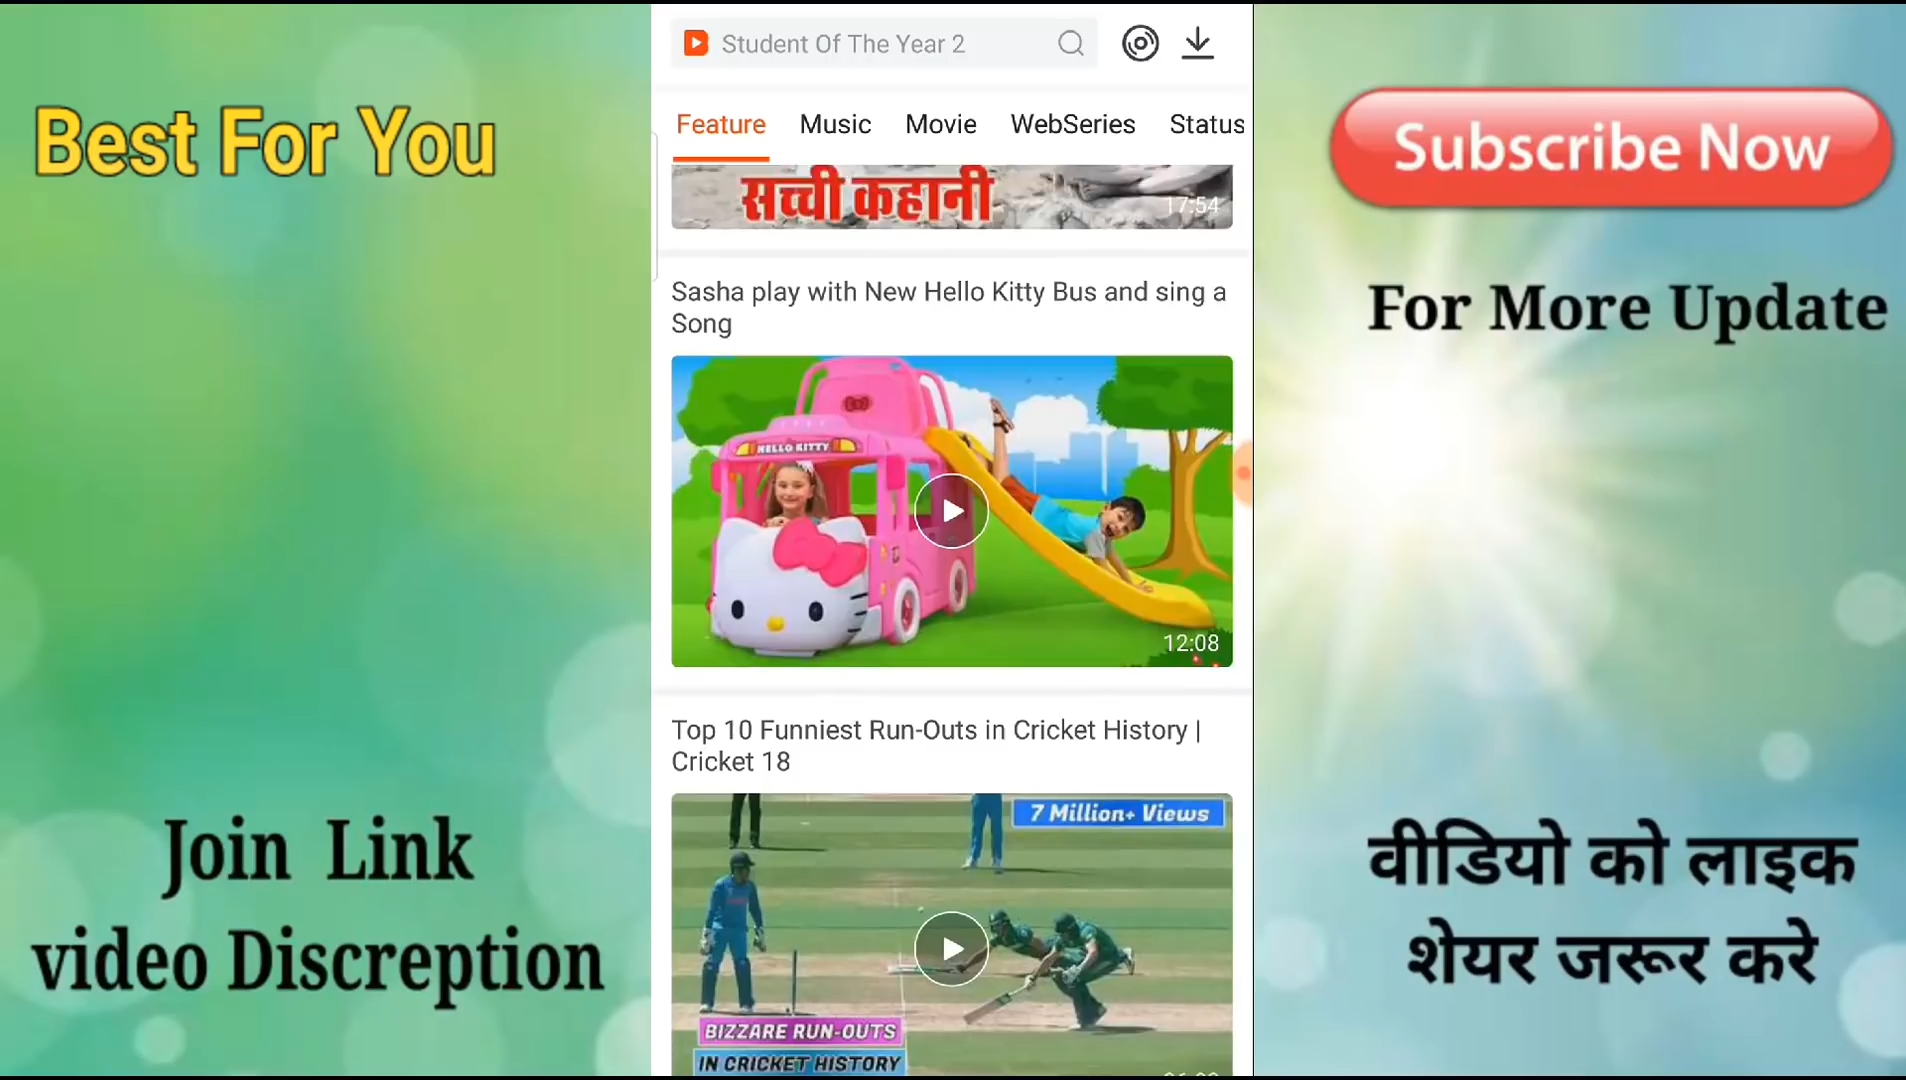 Best For You
Join Link
video Discreption
Student Of The Year 2
Feature Music Movie WebSeries Status
सच्ची कहानी
17:54
Sasha play with New Hello Kitty Bus and sing a
Song
HELLO KITTY
12:08
Top 10 Funniest Run-Outs in Cricket History |
Cricket 18
7 Million+ Views
BIZZARE RUN-OUTS
IN CRICKET HISTORY
Subscribe Now
For More Update
वीडियो को लाइक
शेयर जरूर करे